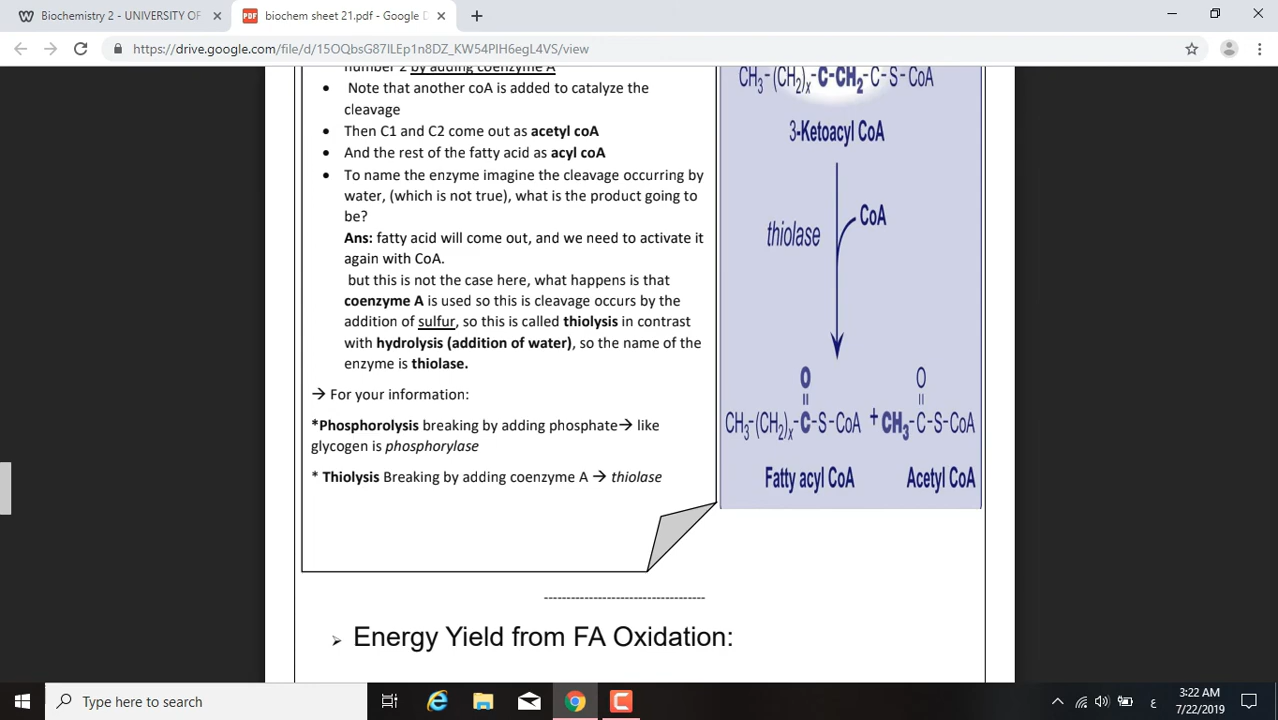 Biochemistry 2 - UNIVERSITY OF
biochem sheet 21.pdf - Google D
https://drive.google.com/file/d/15OQbsG87ILEp1n8DZ_KW54PlH6egL4VS/view
number 2 by adding coenzyme A
• Note that another coA is added to catalyze the
cleavage
• Then C1 and C2 come out as acetyl coA
• And the rest of the fatty acid as acyl coA
• To name the enzyme imagine the cleavage occurring by
water, (which is not true), what is the product going to
be?
Ans: fatty acid will come out, and we need to activate it
again with CoA.
but this is not the case here, what happens is that
coenzyme A is used so this is cleavage occurs by the
addition of sulfur, so this is called thiolysis in contrast
with hydrolysis (addition of water), so the name of the
enzyme is thiolase.
→ For your information:
*Phosphorolysis breaking by adding phosphate→ like
glycogen is phosphorylase
* Thiolysis Breaking by adding coenzyme A → thiolase
CH3-(CH2)x-C-CH2-C-S-CoA
3-Ketoacyl CoA
CoA
thiolase
O O
CH3-(CH2)x-C-S-CoA + CH3-C-S-CoA
Fatty acyl CoA Acetyl CoA
----------------------------------
➢ Energy Yield from FA Oxidation:
Type here to search
ع
3:22 AM
7/22/2019